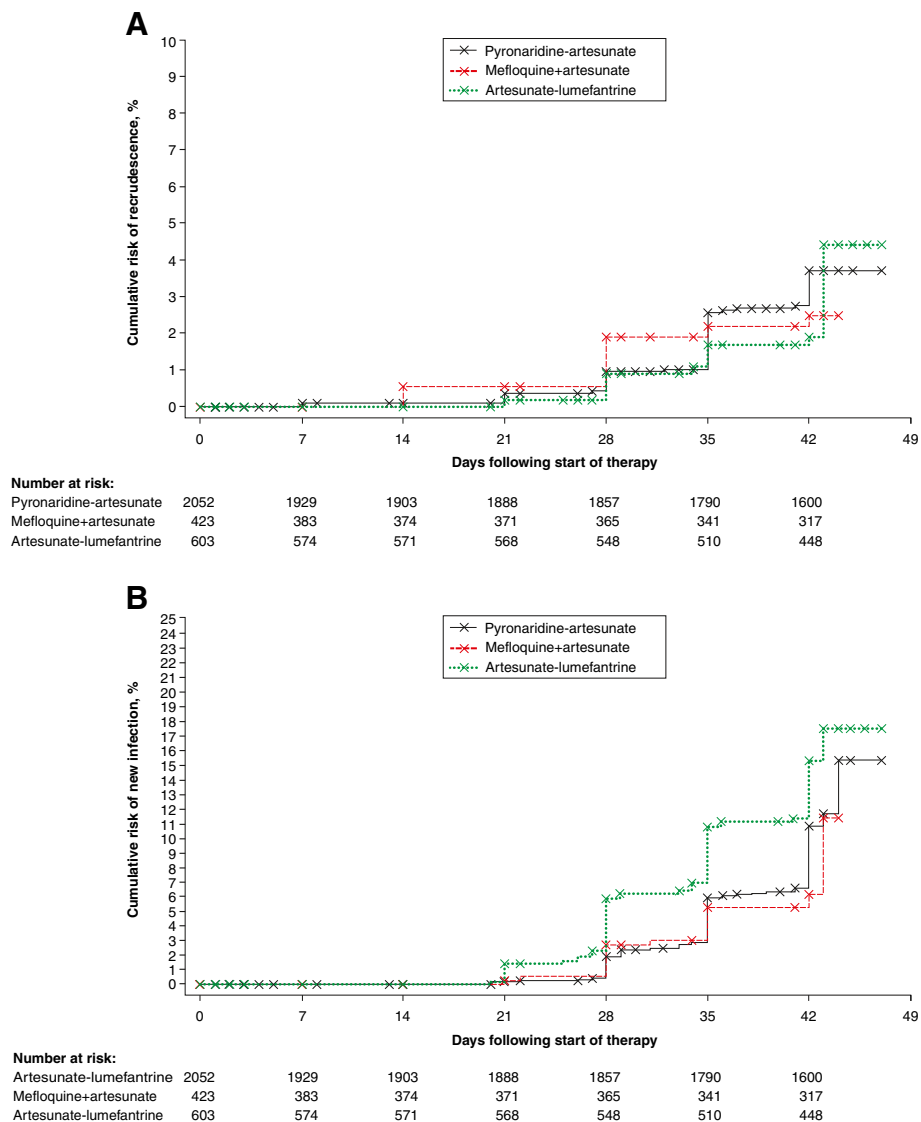 A
Pyronaridine-artesunate
Mefloquine+artesunate
Artesunate-lumefantrine
Cumulative risk of recrudescence, %
10
9
8
7
6
5
4
3
2
1
0
0 7 14 21 28 35 42 49
Days following start of therapy
Number at risk:
Pyronaridine-artesunate 2052 1929 1903 1888 1857 1790 1600
Mefloquine+artesunate 423 383 374 371 365 341 317
Artesunate-lumefantrine 603 574 571 568 548 510 448
B
Pyronaridine-artesunate
Mefloquine+artesunate
Artesunate-lumefantrine
Cumulative risk of new infection, %
25
24
23
22
21
20
19
18
17
16
15
14
13
12
11
10
9
8
7
6
5
4
3
2
1
0
0 7 14 21 28 35 42 49
Days following start of therapy
Number at risk:
Artesunate-lumefantrine 2052 1929 1903 1888 1857 1790 1600
Mefloquine+artesunate 423 383 374 371 365 341 317
Artesunate-lumefantrine 603 574 571 568 548 510 448